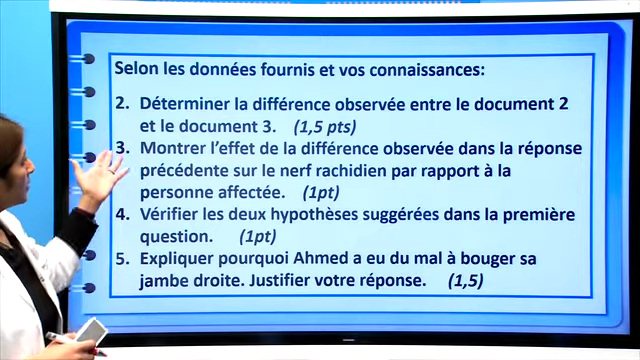 Selon les données fournis et vos connaissances:
2. Déterminer la différence observée entre le document 2
et le document 3. (1,5 pts)
3. Montrer l'effet de la différence observée dans la réponse
précédente sur le nerf rachidien par rapport à la
personne affectée. (1pt)
4. Vérifier les deux hypothèses suggérées dans la première
question. (1pt)
5. Expliquer pourquoi Ahmed a eu du mal à bouger sa
jambe droite. Justifier votre réponse. (1,5)